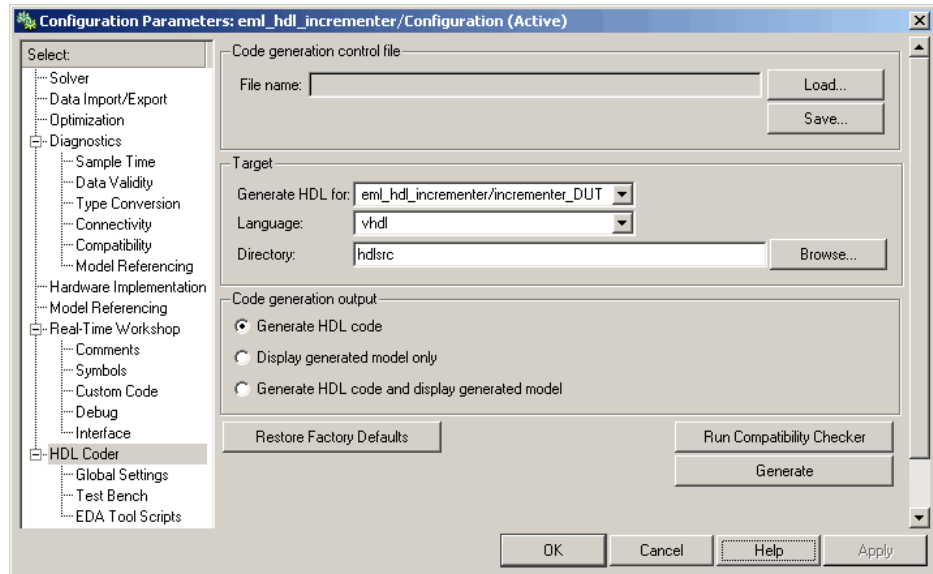 Configuration Parameters: eml_hdl_incrementer/Configuration (Active)
Select:
Solver
Data Import/Export
Optimization
Diagnostics
Sample Time
Data Validity
Type Conversion
Connectivity
Compatibility
Model Referencing
Hardware Implementation
Model Referencing
Real-Time Workshop
Comments
Symbols
Custom Code
Debug
Interface
HDL Coder
Global Settings
Test Bench
EDA Tool Scripts
Code generation control file
File name:
Load...
Save...
Target
Generate HDL for: eml_hdl_incrementer/incrementer_DUT
Language: vhdl
Directory: hdlsrc Browse...
Code generation output
Generate HDL code
Display generated model only
Generate HDL code and display generated model
Restore Factory Defaults Run Compatibility Checker
Generate
OK Cancel Help Apply